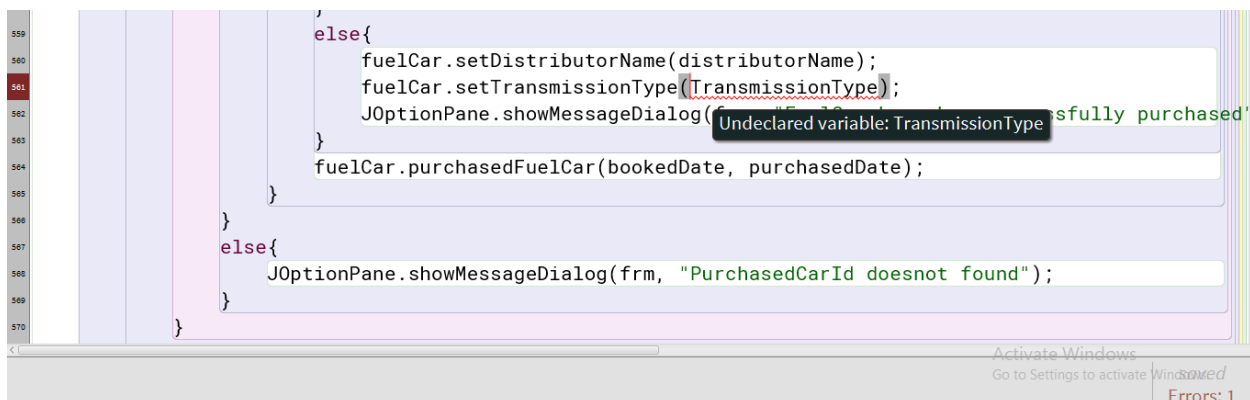 559 else{
560 fuelCar.setDistributorName(distributorName);
561 fuelCar.setTransmissionType(TransmissionType);
562 JOptionPane.showMessageDialog( ssfully purchased"
Undeclared variable: TransmissionType
563 }
564 fuelCar.purchasedFuelCar(bookedDate, purchasedDate);
565 }
566 }
567 else{
568 JOptionPane.showMessageDialog(frm, "PurchasedCarId doesnot found");
569 }
570 }
Activate Windows
Go to Settings to activate Windows.
saved
Errors: 1